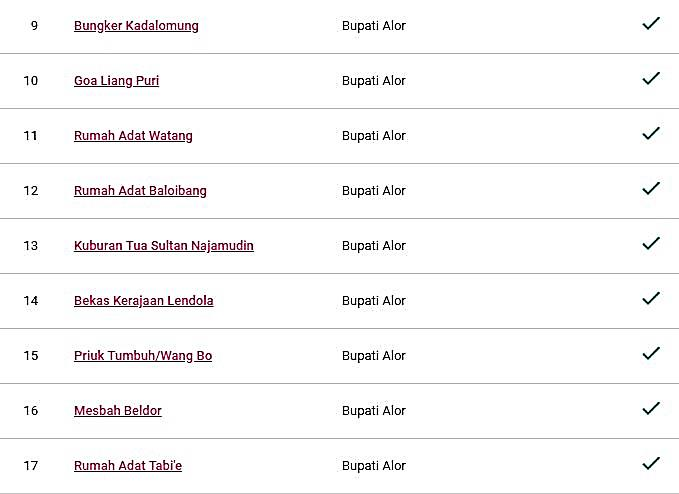 9 Bungker Kadalomung Bupati Alor ✓
10 Goa Liang Puri Bupati Alor ✓
11 Rumah Adat Watang Bupati Alor ✓
12 Rumah Adat Baloibang Bupati Alor ✓
13 Kuburan Tua Sultan Najamudin Bupati Alor ✓
14 Bekas Kerajaan Lendola Bupati Alor ✓
15 Priuk Tumbuh/Wang Bo Bupati Alor ✓
16 Mesbah Beldor Bupati Alor ✓
17 Rumah Adat Tabi'e Bupati Alor ✓